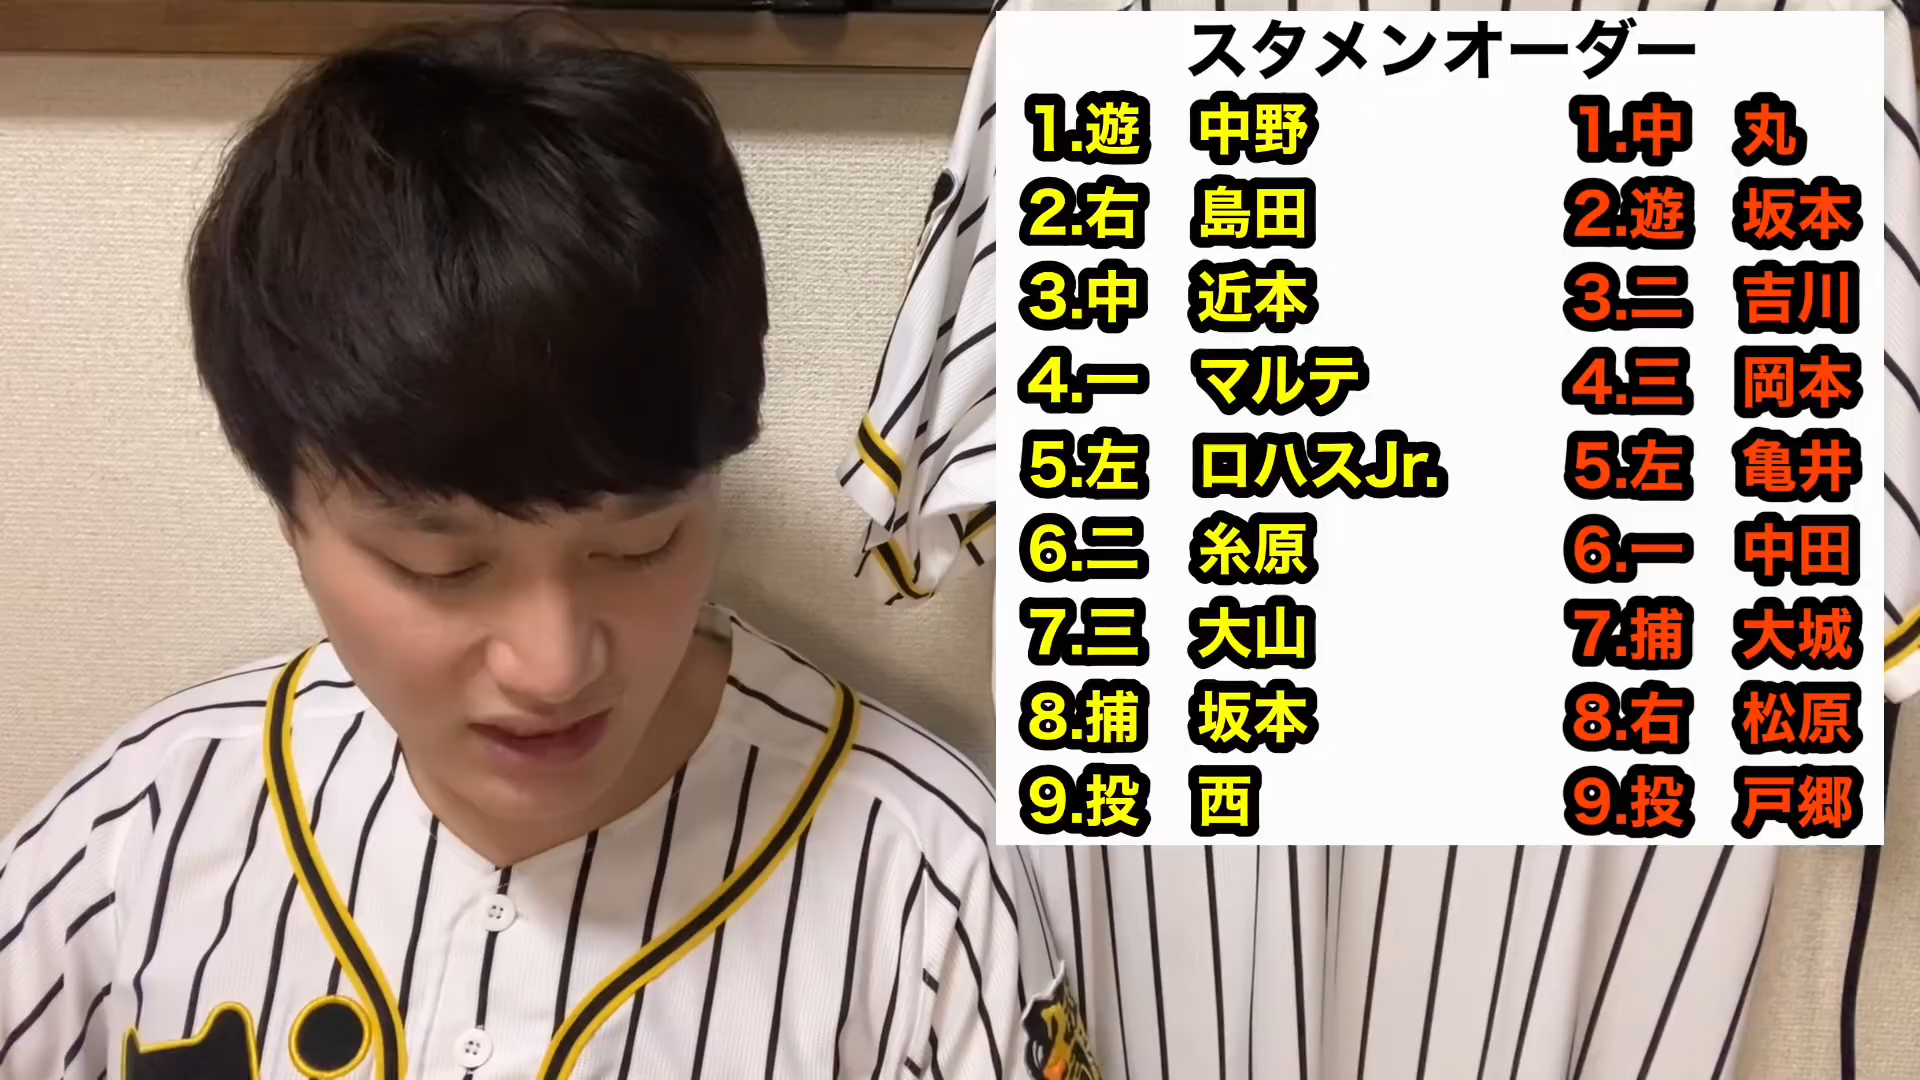 スタメンオーダー
1.遊 中野 1.中 丸
2.右 島田 2.遊 坂本
3.中 近本 3.二 吉川
4.一 マルテ 4.三 岡本
5.左 ロハスJr. 5.左 亀井
6.二 糸原 6.一 中田
7.三 大山 7.捕 大城
8.捕 坂本 8.右 松原
9.投 西 9.投 戸郷